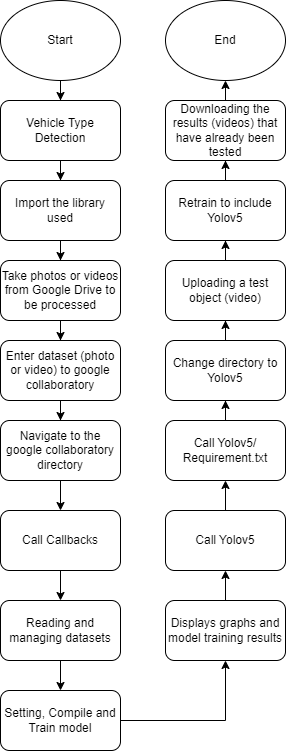 Start
Vehicle Type
Detection
Import the library
used
Take photos or videos
from Google Drive to
be processed
Enter dataset (photo
or video) to google
collaboratory
Navigate to the
google collaboratory
directory
Call Callbacks
Reading and
managing datasets
Setting, Compile and
Train model
Displays graphs and
model training results
Call Yolov5
Call Yolov5/
Requirement.txt
Change directory to
Yolov5
Uploading a test
object (video)
Retrain to include
Yolov5
Downloading the
results (videos) that
have already been
tested
End